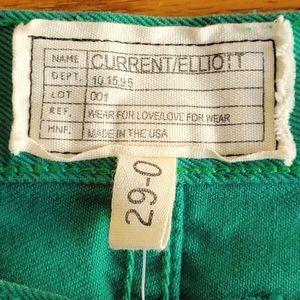 NAME CURRENT/ELLIOTT
DEPT. 10.15.95
LOT 001
REF. WEAR FOR LOVE/LOVE FOR WEAR
MNF. MADE IN THE USA
29-0